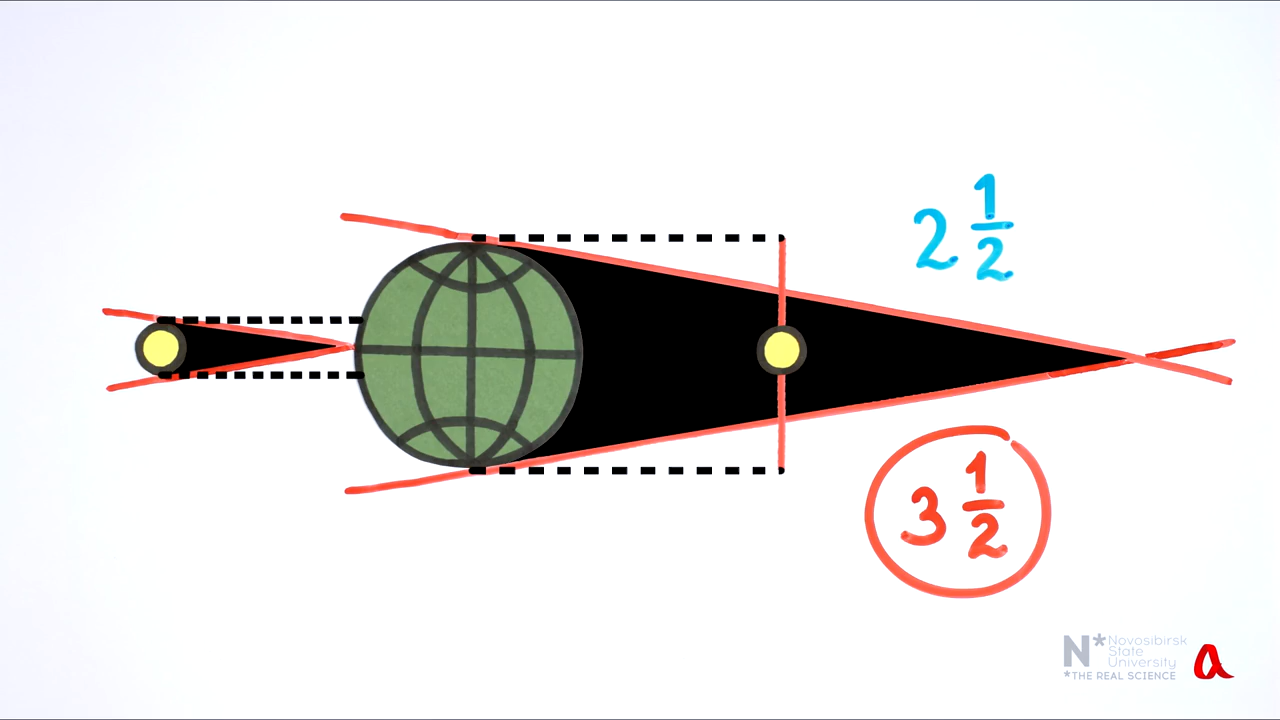 2 1/2
3 1/2
N* Novosibirsk
State
University
*THE REAL SCIENCE
a